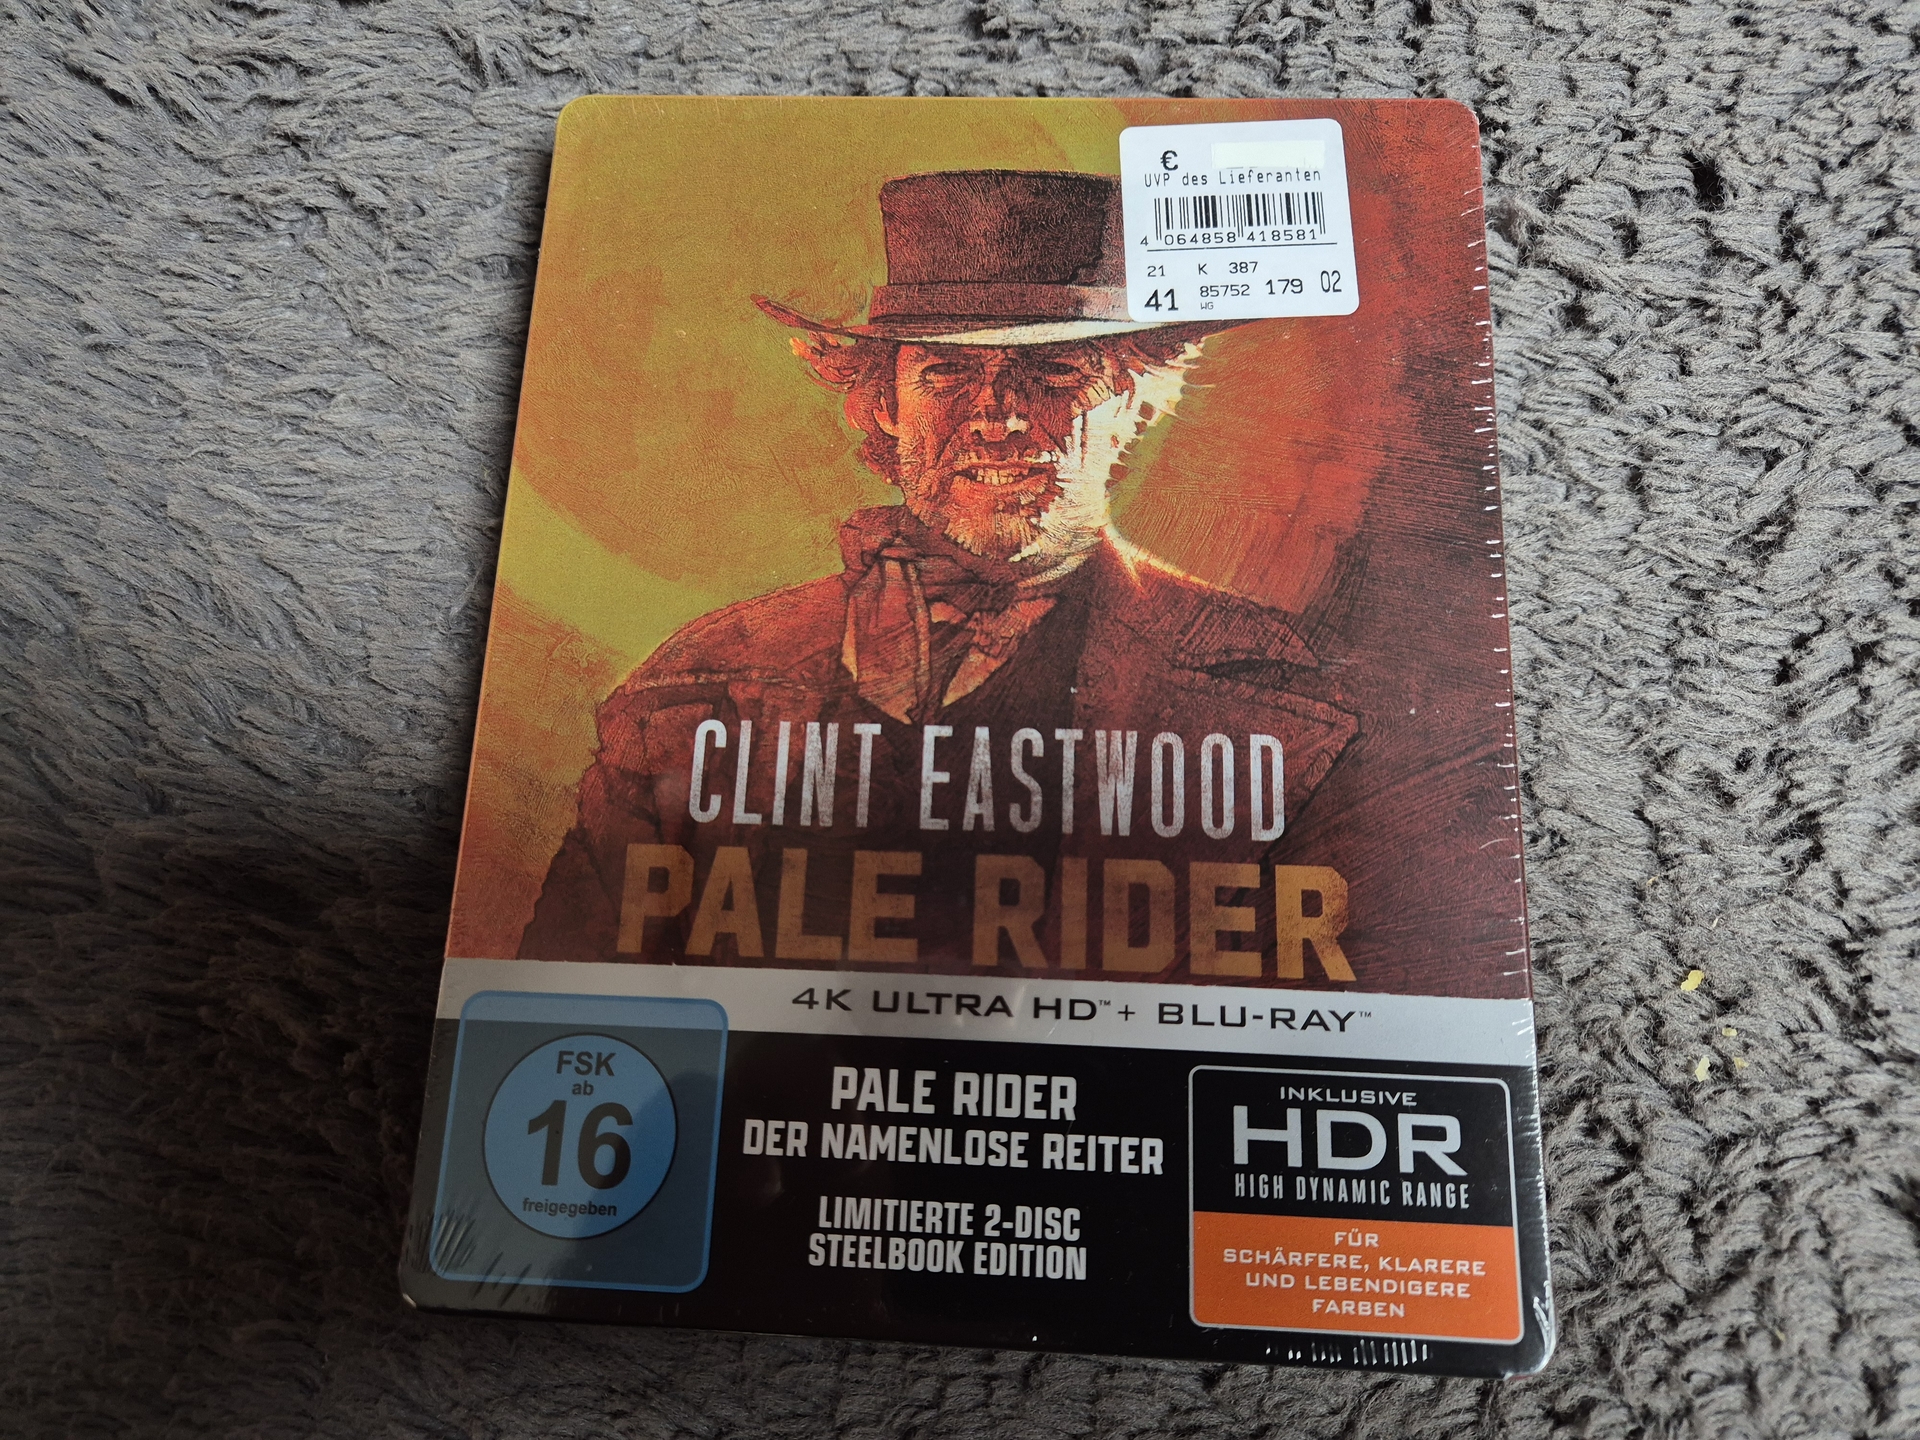 €
UVP des Lieferanten
4 064858 418581
21 K 387
41 85752 179 02
WG
CLINT EASTWOOD
PALE RIDER
4K ULTRA HD™ + BLU-RAY™
FSK
ab
16
freigegeben
PALE RIDER
DER NAMENLOSE REITER
LIMITIERTE 2-DISC
STEELBOOK EDITION
INKLUSIVE
HDR
HIGH DYNAMIC RANGE
FÜR
SCHÄRFERE, KLARERE
UND LEBENDIGERE
FARBEN